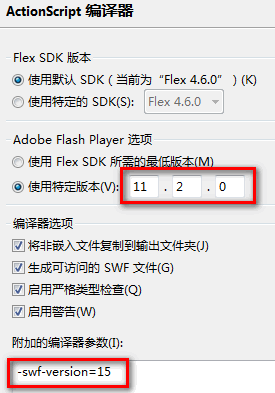 ActionScript 编译器
Flex SDK 版本
使用默认 SDK（当前为“Flex 4.6.0”）(K)
使用特定的 SDK(S): Flex 4.6.0
Adobe Flash Player 选项
使用 Flex SDK 所需的最低版本(M)
使用特定版本(V): 11 . 2 . 0
编译器选项
将非嵌入文件复制到输出文件夹(J)
生成可访问的 SWF 文件(G)
启用严格类型检查(Q)
启用警告(W)
附加的编译器参数(I):
-swf-version=15